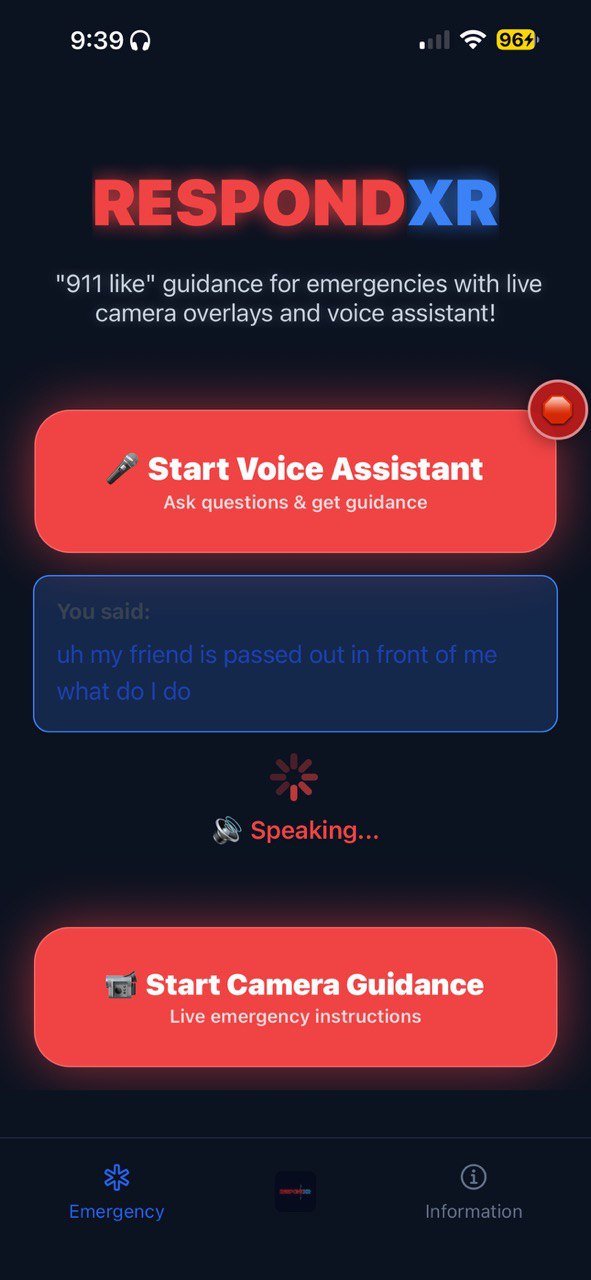 9:39
96
RESPONDXR
"911 like" guidance for emergencies with live
camera overlays and voice assistant!
Start Voice Assistant
Ask questions & get guidance
You said:
uh my friend is passed out in front of me
what do I do
Speaking...
Start Camera Guidance
Live emergency instructions
RESPONDXR
Emergency
Information